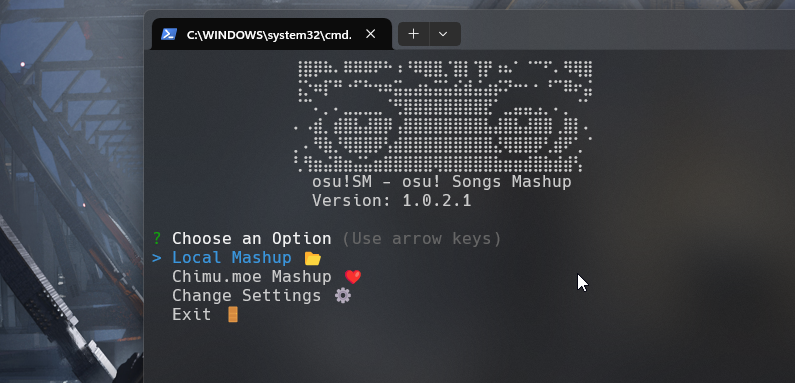 C:\WINDOWS\system32\cmd.
osu!SM - osu! Songs Mashup
Version: 1.0.2.1
? Choose an Option (Use arrow keys)
> Local Mashup 📂
Chimu.moe Mashup ❤️
Change Settings ⚙️
Exit 🚪